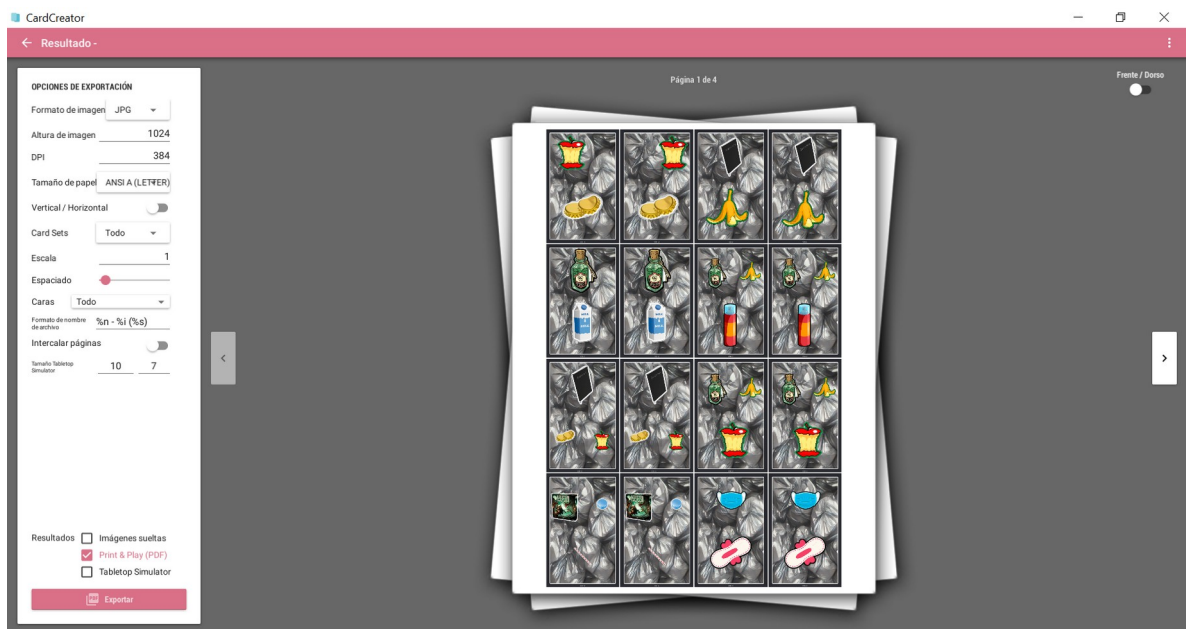 CardCreator
Resultado -
OPCIONES DE EXPORTACIÓN
Formato de imagen JPG
Altura de imagen 1024
DPI 384
Tamaño de papel ANSI A (LETTER)
Vertical / Horizontal
Card Sets Todo
Escala 1
Espaciado
Caras Todo
Formato de nombre
de archivo %n - %i (%s)
Intercalar páginas
Tamaño Tabletop
Simulator 10 7
Resultados Imágenes sueltas
Print & Play (PDF)
Tabletop Simulator
Exportar
Página 1 de 4
Frente / Dorso